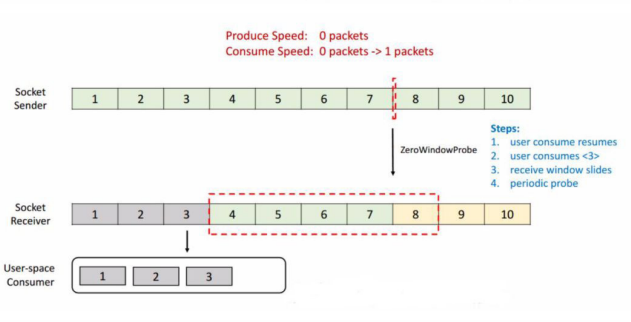 Produce Speed: 0 packets
Consume Speed: 0 packets -> 1 packets
Socket
Sender
1 2 3 4 5 6 7 8 9 10
ZeroWindowProbe
Steps:
1. user consume resumes
2. user consumes <3>
3. receive window slides
4. periodic probe
Socket
Receiver
1 2 3 4 5 6 7 8 9 10
User-space
Consumer
1 2 3